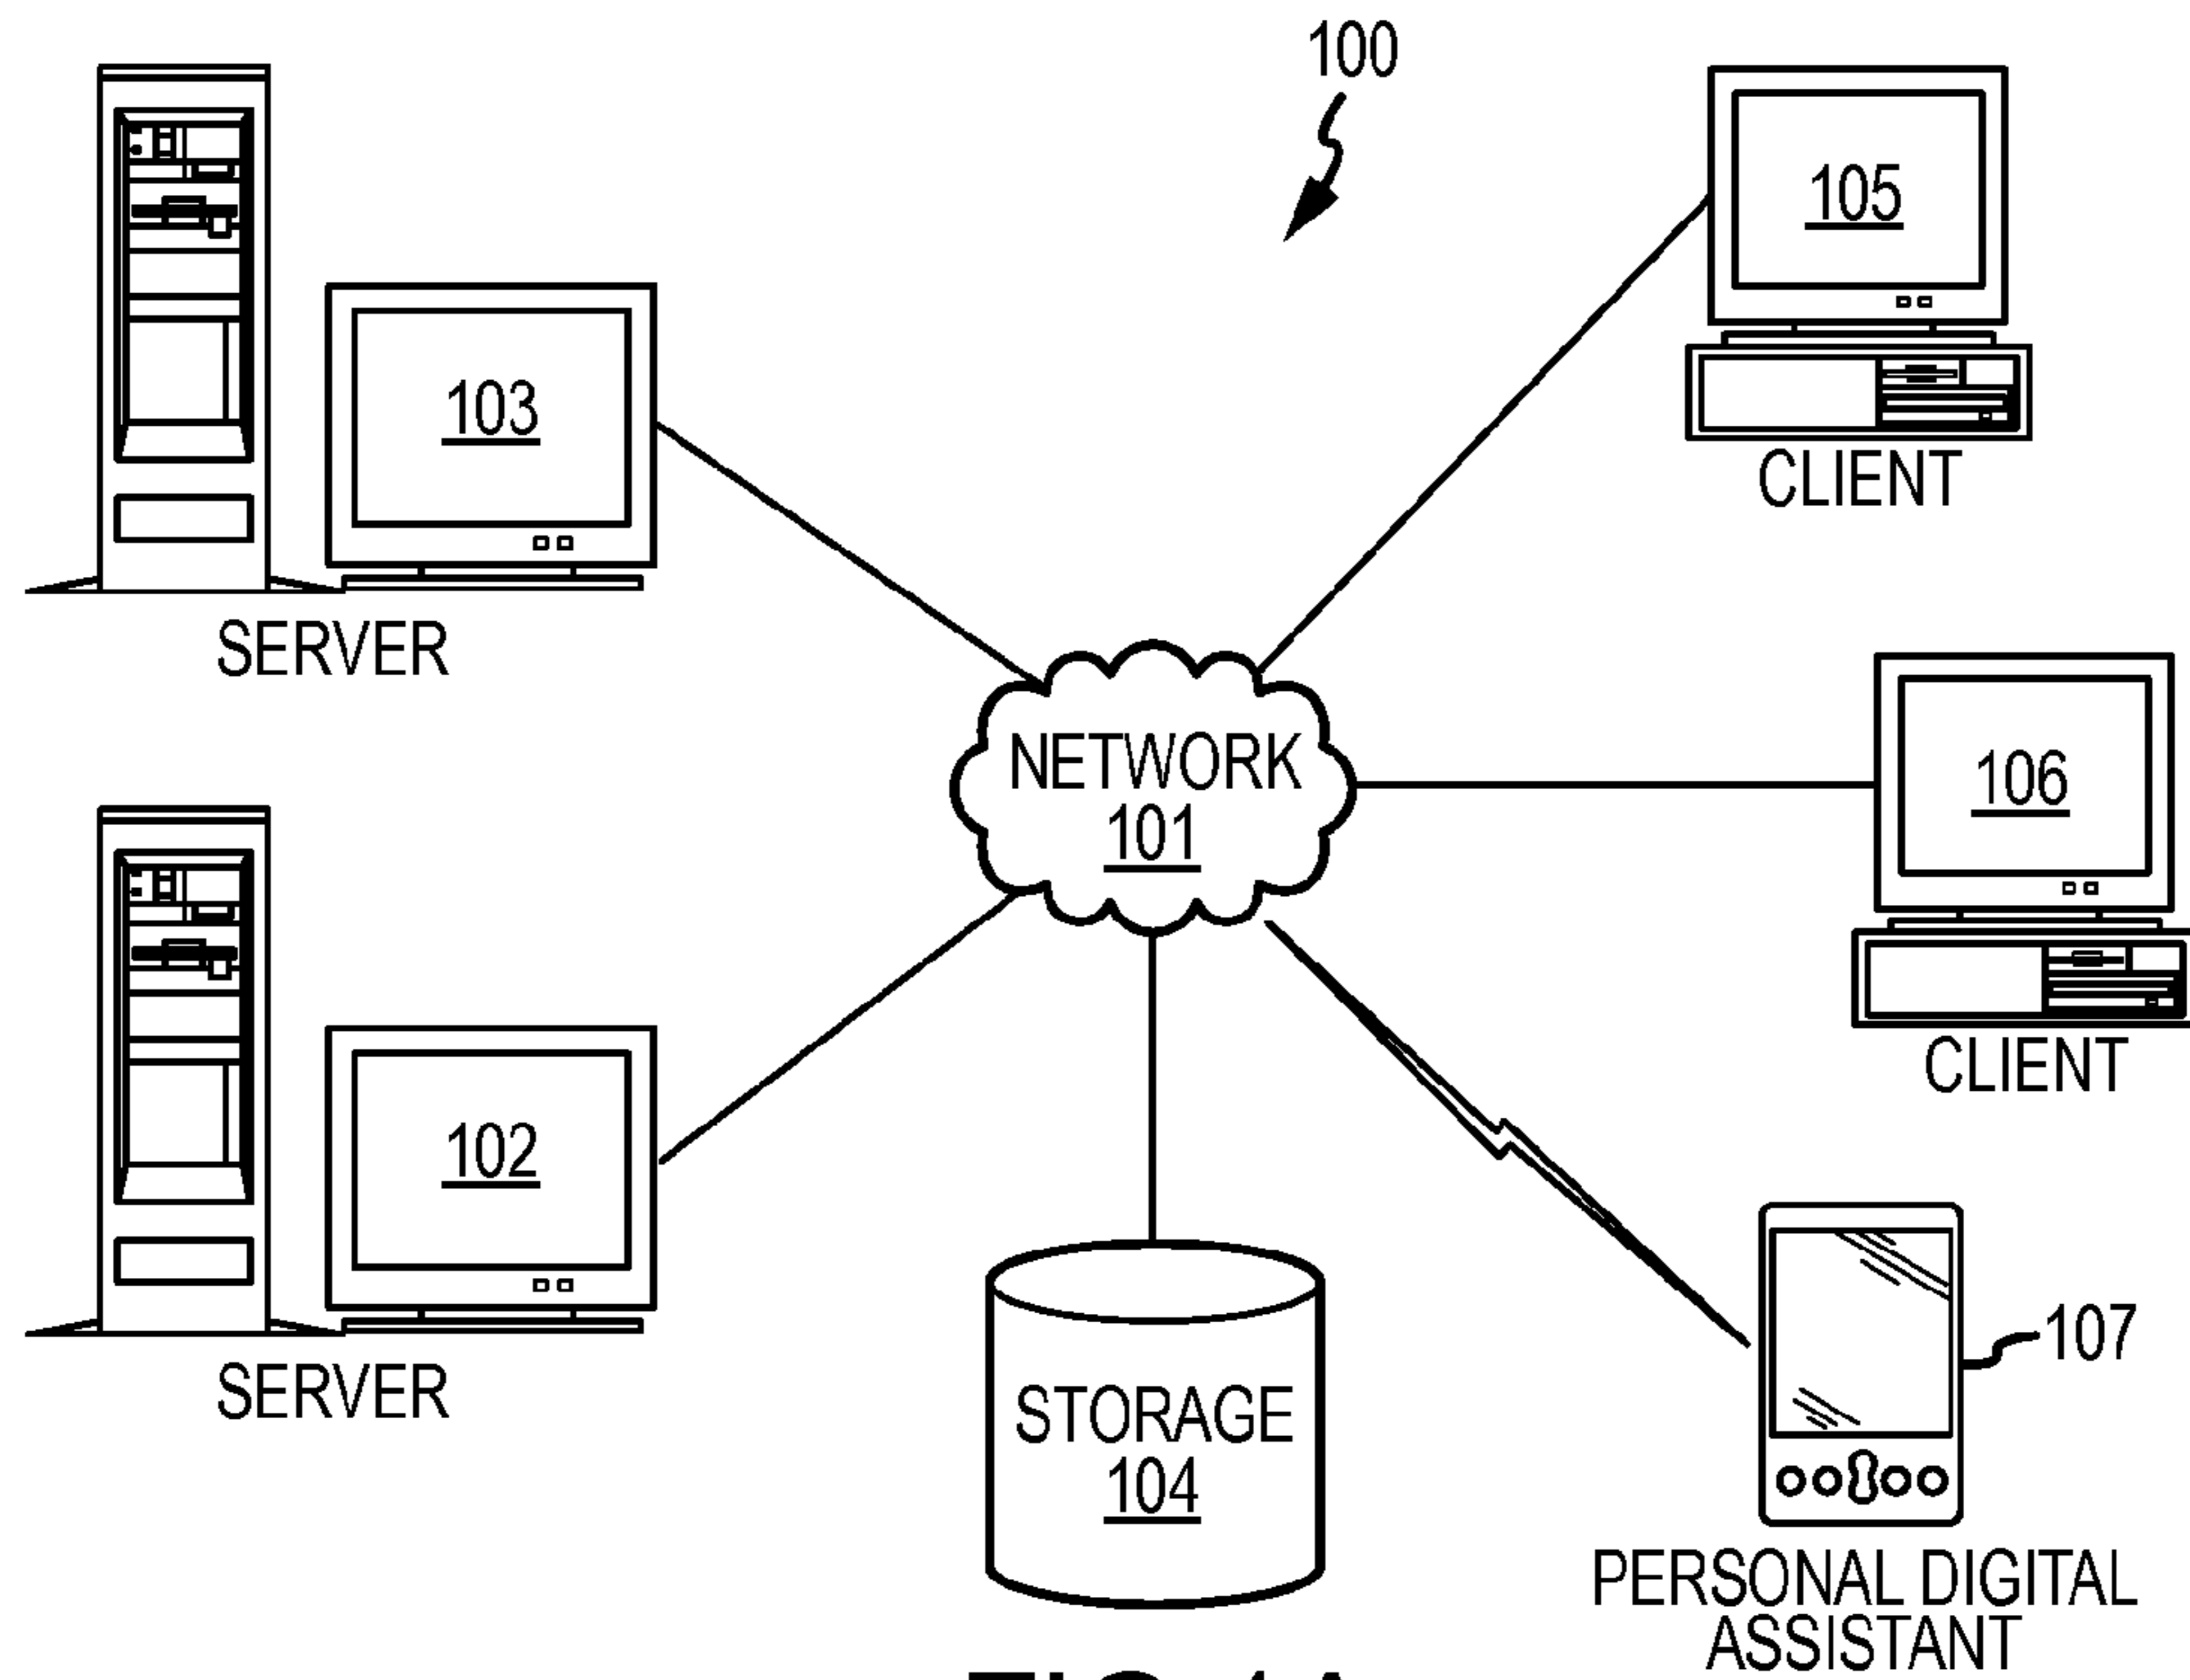 100
105
103
CLIENT
SERVER
NETWORK
101
106
CLIENT
102
SERVER
STORAGE
104
107
PERSONAL DIGITAL
ASSISTANT